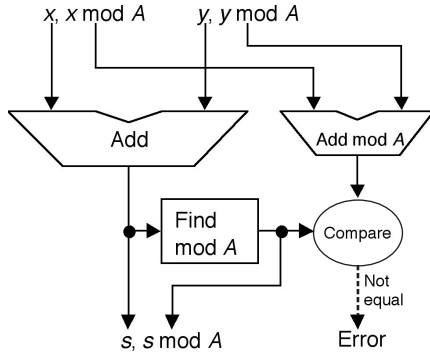 x, x mod A
y, y mod A
Add
Add mod A
Find
mod A
Compare
Not
equal
s, s mod A
Error